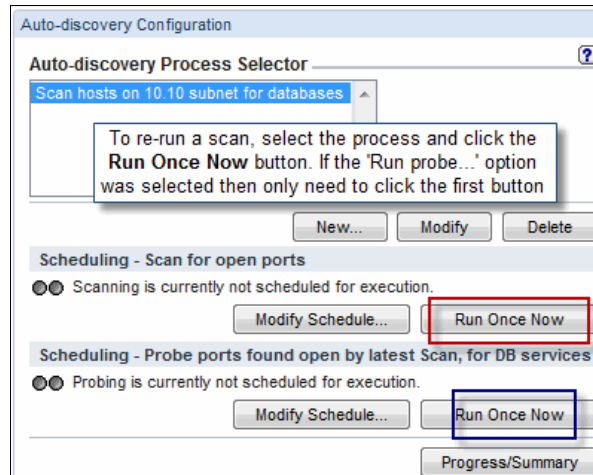 Auto-discovery Configuration
Auto-discovery Process Selector
?
Scan hosts on 10.10 subnet for databases
To re-run a scan, select the process and click the
Run Once Now button. If the 'Run probe...' option
was selected then only need to click the first button
New... Modify Delete
Scheduling - Scan for open ports
Scanning is currently not scheduled for execution.
Modify Schedule... Run Once Now
Scheduling - Probe ports found open by latest Scan, for DB services
Probing is currently not scheduled for execution.
Modify Schedule... Run Once Now
Progress/Summary